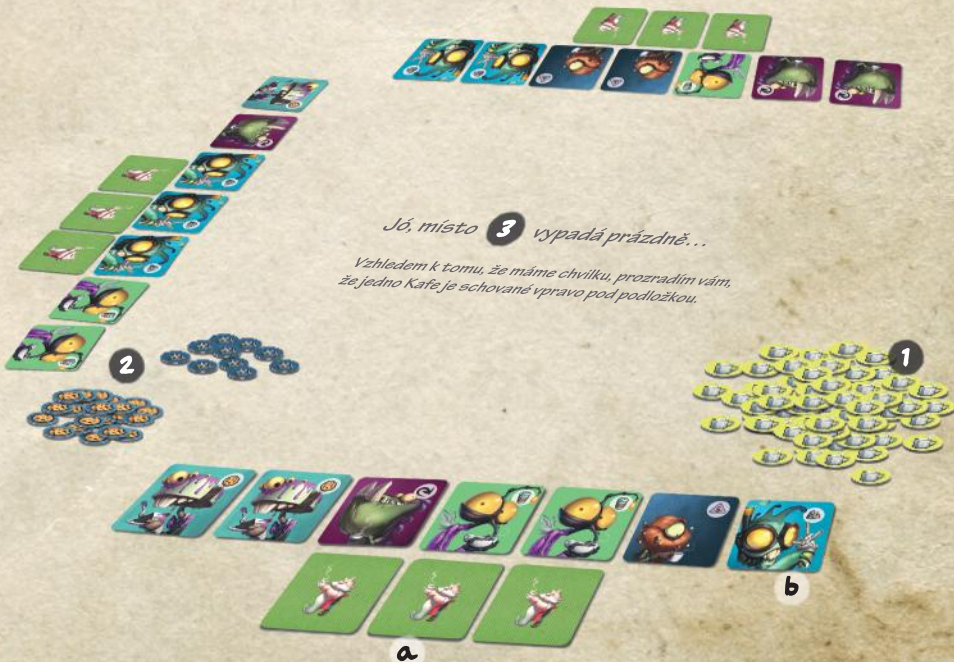 Jó, místo 3 vypadá prázdně...
Vzhledem k tomu, že máme chvilku, prozradím vám,
že jedno Kafe je schované vpravo pod podložkou.
2
1
b
a